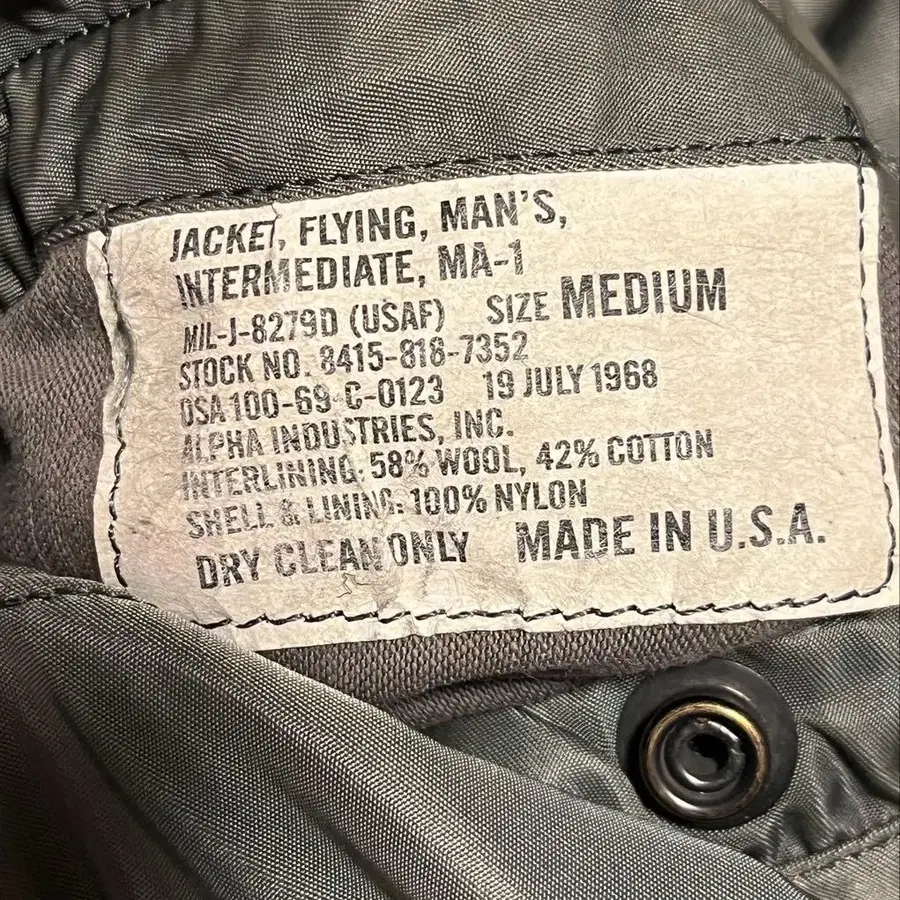 JACKET, FLYING, MAN'S,
INTERMEDIATE, MA-1
MIL-J-8279D (USAF) SIZE MEDIUM
STOCK NO. 8415-818-7352
DSA 100-69-C-0123 19 JULY 1968
ALPHA INDUSTRIES, INC.
INTERLINING: 58% WOOL, 42% COTTON
SHELL & LINING: 100% NYLON
DRY CLEAN ONLY MADE IN U.S.A.